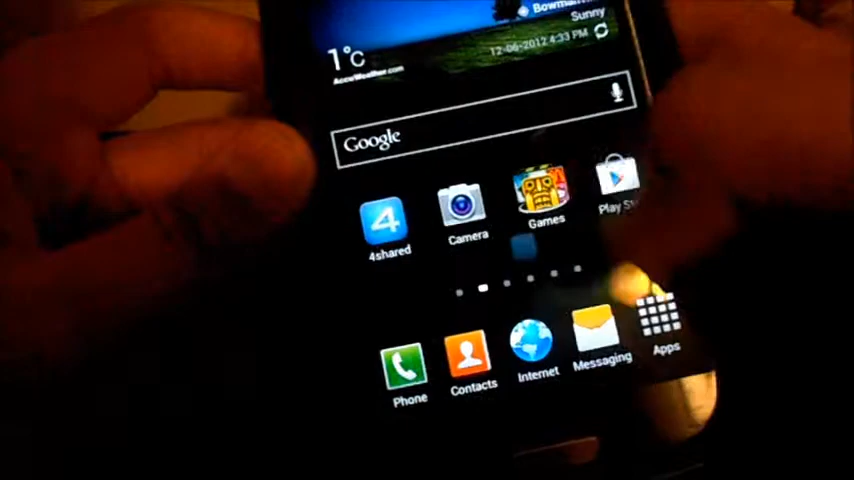 Sunny
1°C
12-06-2012 4:33 PM
AccuWeather.com
Google
4
4shared
Camera
Games
Play
Phone
Contacts
Internet
Messaging
Apps